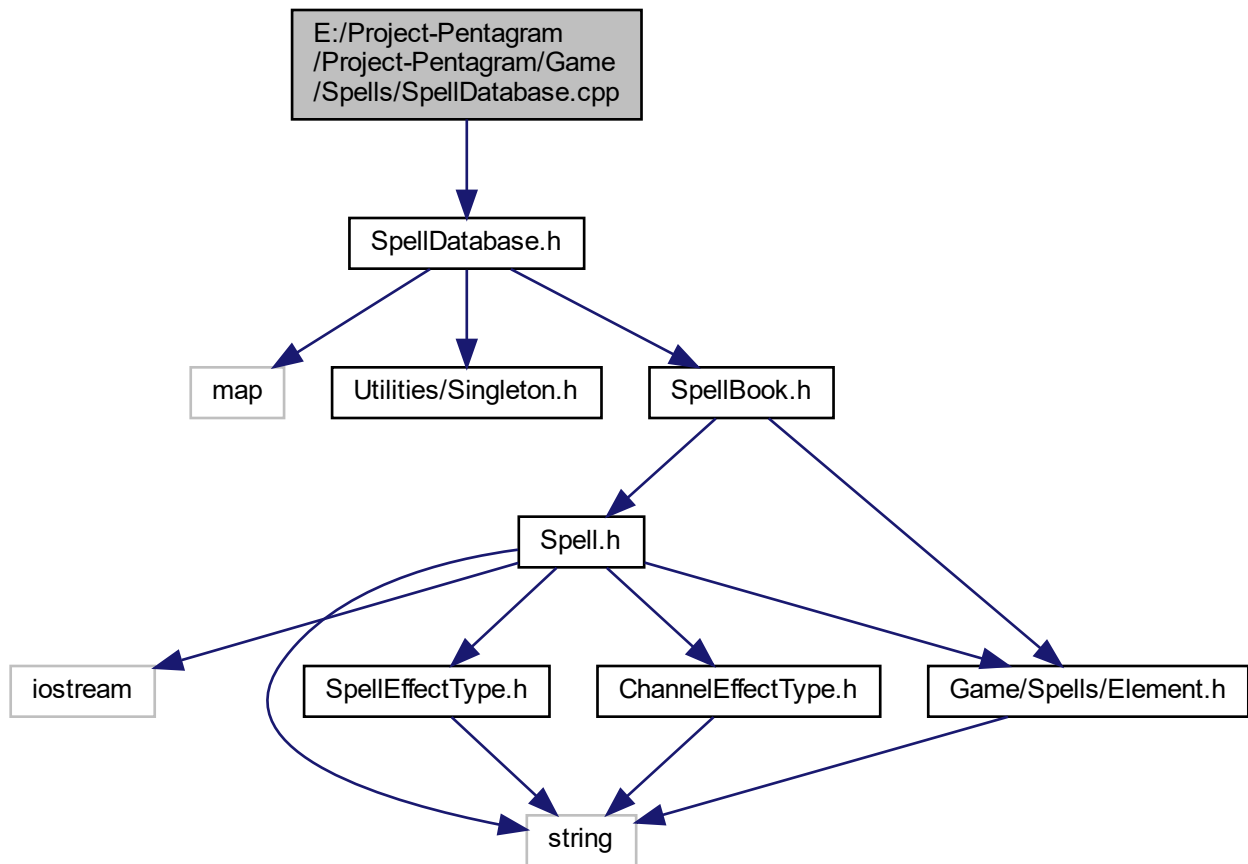 E:/Project-Pentagram
/Project-Pentagram/Game
/Spells/SpellDatabase.cpp
SpellDatabase.h
map
Utilities/Singleton.h
SpellBook.h
Spell.h
iostream
SpellEffectType.h
ChannelEffectType.h
Game/Spells/Element.h
string